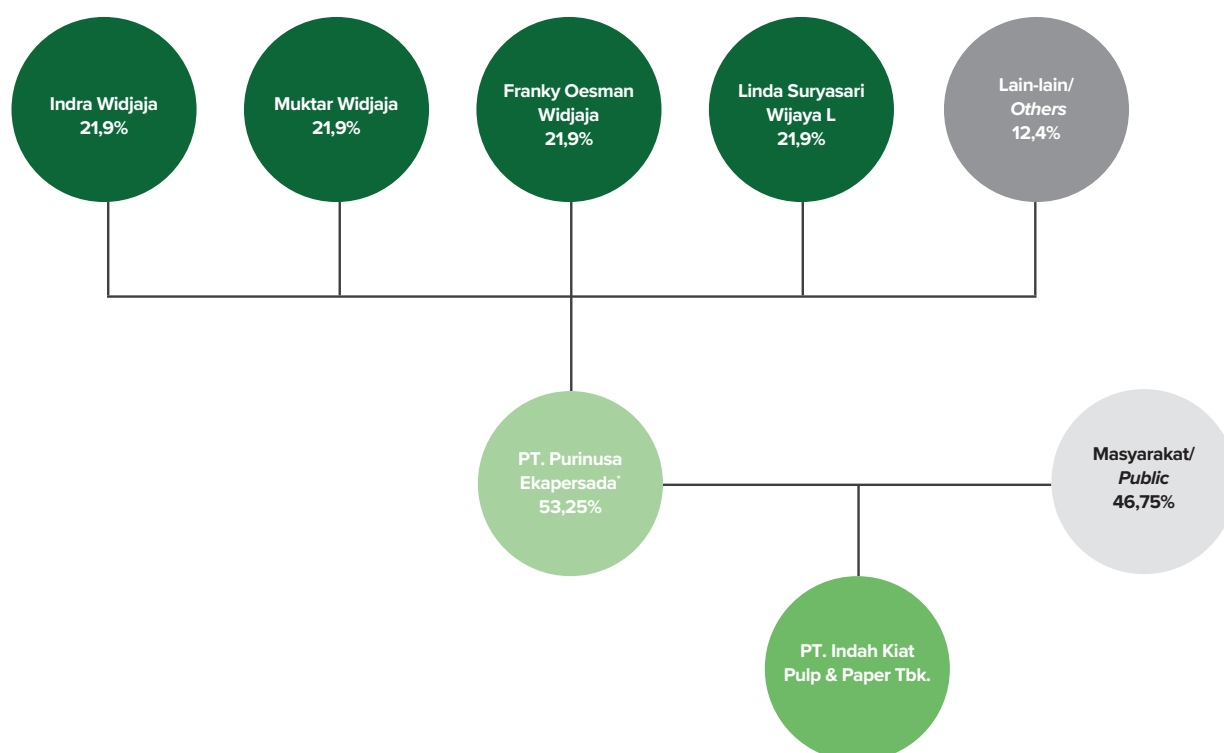 Indra Widjaja
21,9%
Muktar Widjaja
21,9%
Franky Oesman
Widjaja
21,9%
Linda Suryasari
Wijaya L
21,9%
Lain-lain/
Others
12,4%
PT. Purinusa
Ekapersada*
53,25%
Masyarakat/
Public
46,75%
PT. Indah Kiat
Pulp & Paper Tbk.